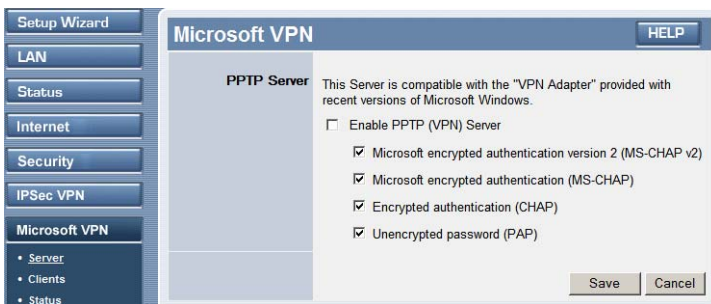 Setup Wizard
LAN
Status
Internet
Security
IPSec VPN
Microsoft VPN
• Server
• Clients
• Status
Microsoft VPN
HELP
PPTP Server
This Server is compatible with the "VPN Adapter" provided with
recent versions of Microsoft Windows.
Enable PPTP (VPN) Server
Microsoft encrypted authentication version 2 (MS-CHAP v2)
Microsoft encrypted authentication (MS-CHAP)
Encrypted authentication (CHAP)
Unencrypted password (PAP)
Save
Cancel